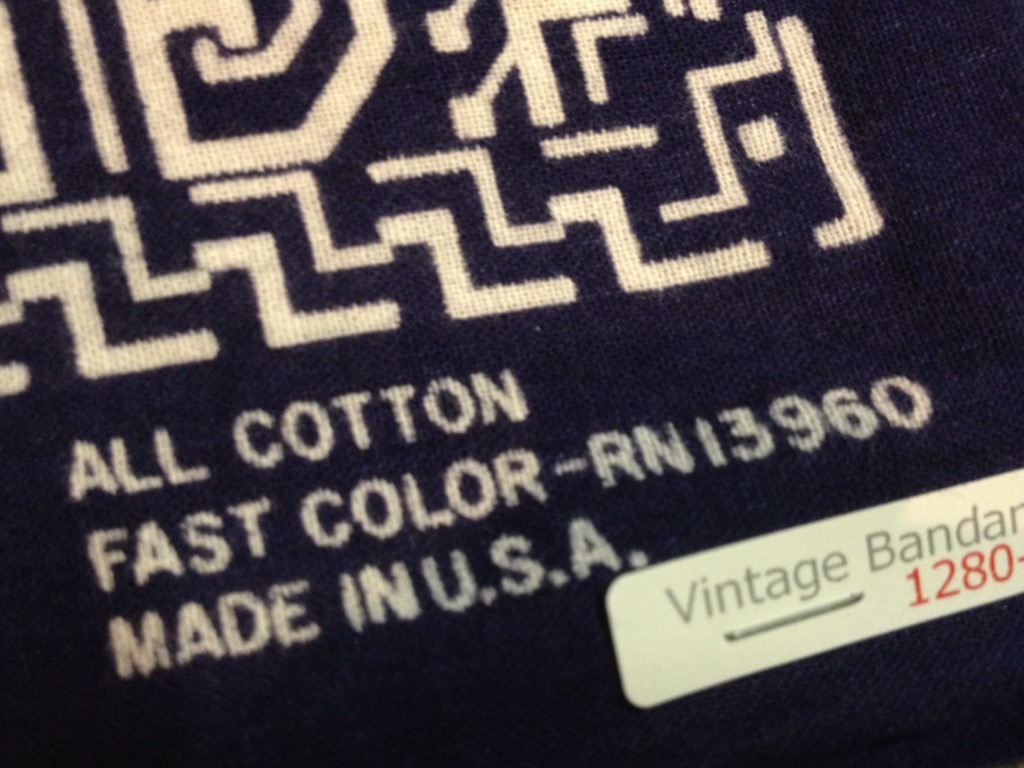 ALL COTTON
FAST COLOR-RN13960
MADE IN U.S.A.
Vintage Bandan
1280-